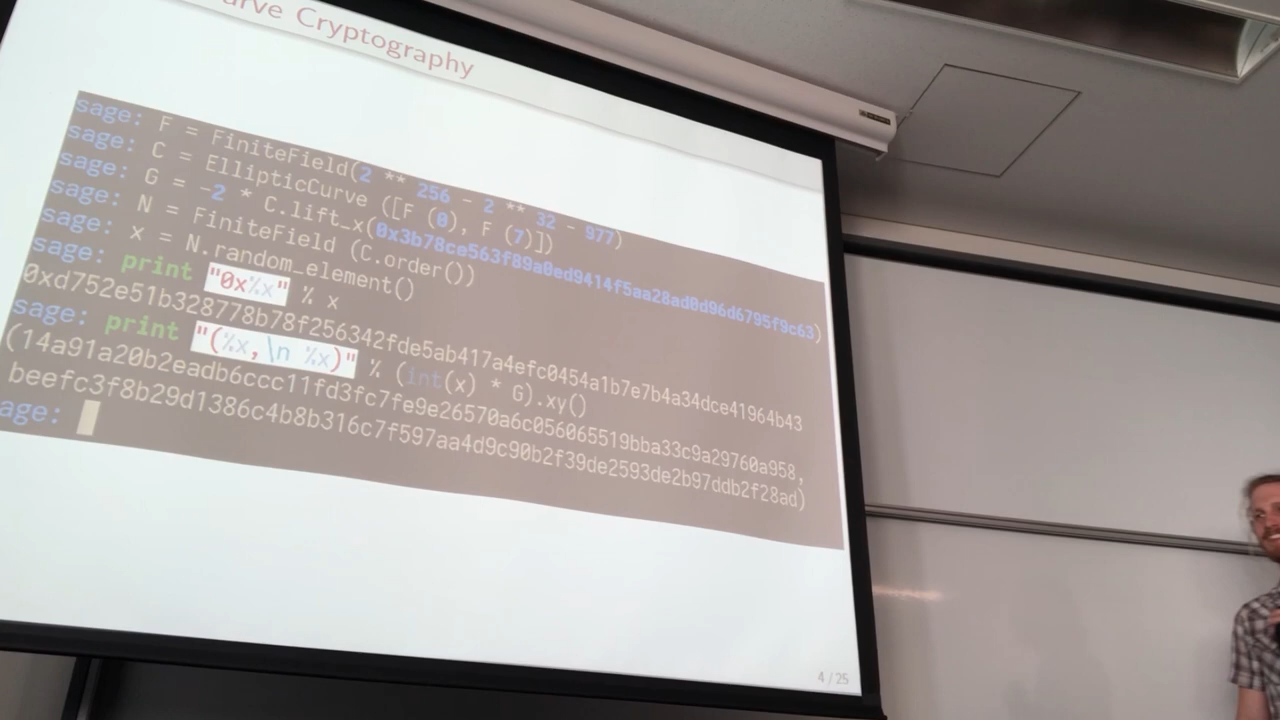 Curve Cryptography
sage: F = FiniteField(2 ** 256 - 2 ** 32 - 977)
sage: C = EllipticCurve ([F (0), F (7)])
sage: G = -2 * C.lift_x(0x3b78ce563f89a0ed9414f5aa28ad0d96d6795f9c63)
sage: N = FiniteField (C.order())
sage: x = N.random_element()
sage: print "0x%x" % x
0xd752e51b328778b78f256342fde5ab417a4efc0454a1b7e7b4a34dce41964b43
sage: print "(%x,\n %x)" % (int(x) * G).xy()
(14a91a20b2eadb6ccc11fd3fc7fe9e26570a6c056065519bba33c9a29760a958,
beefc3f8b29d1386c4b8b316c7f597aa4d9c90b2f39de2593de2b97ddb2f28ad)
sage:
4 / 25